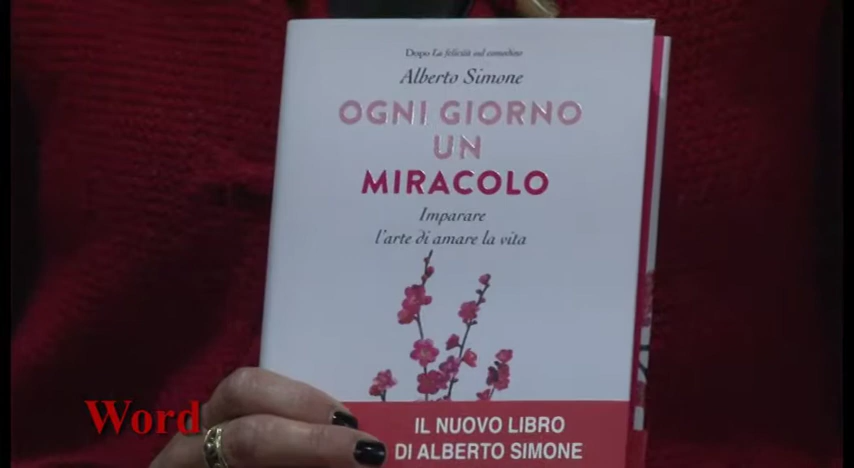 Dopo La felicità sul comodino
Alberto Simone
OGNI GIORNO
UN
MIRACOLO
Imparare
l'arte di amare la vita
IL NUOVO LIBRO
DI ALBERTO SIMONE
Word